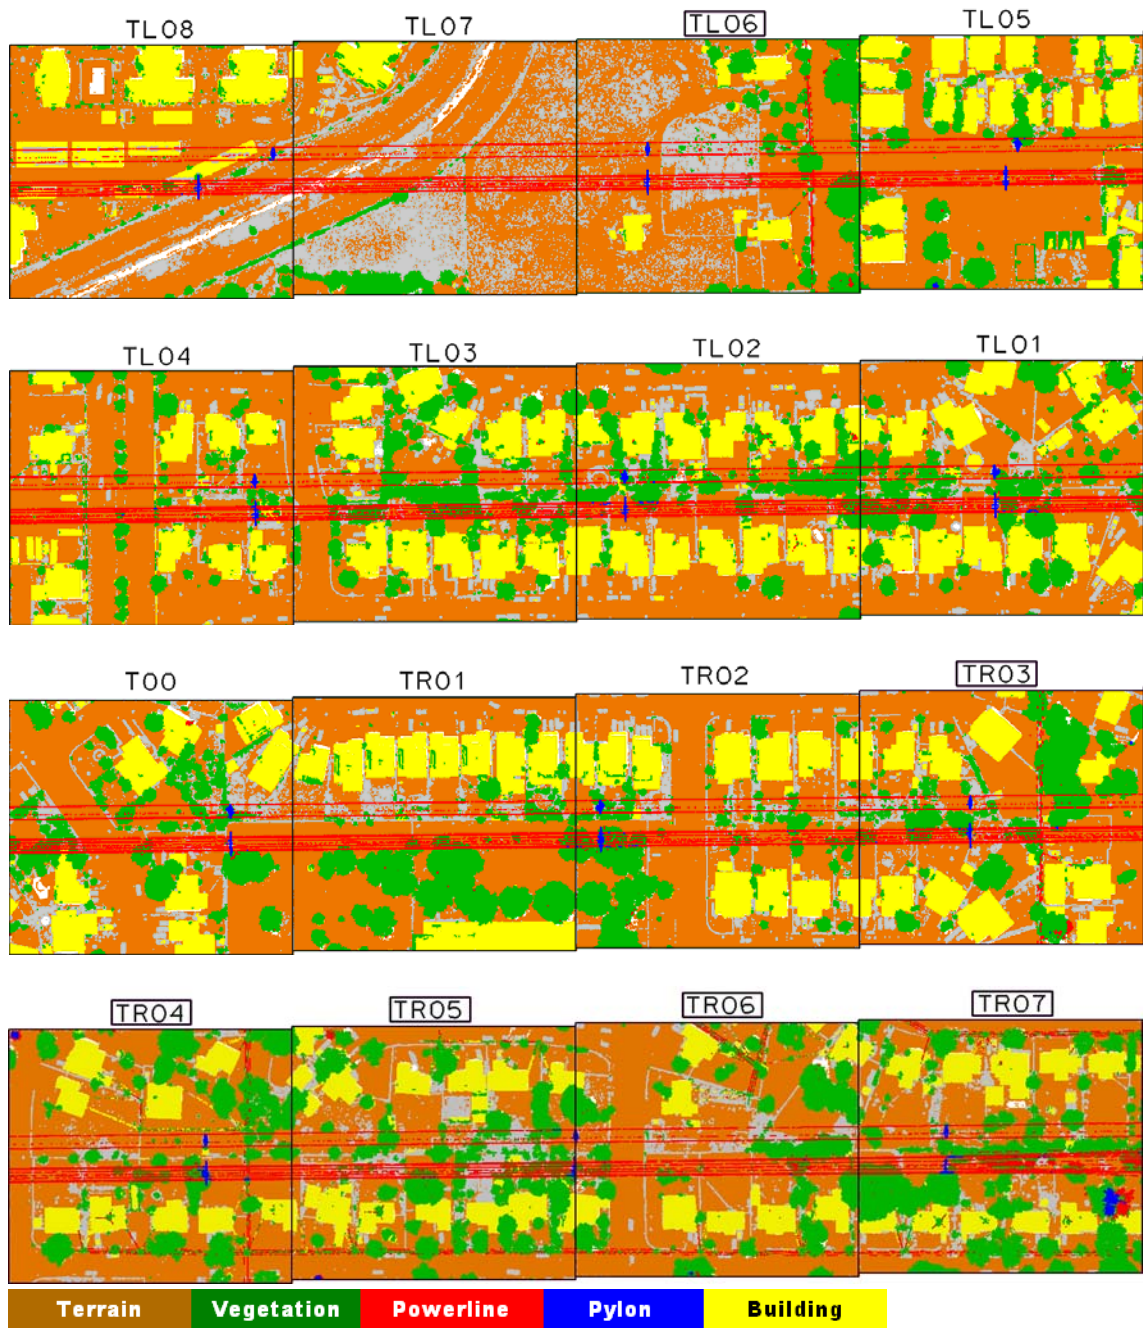 TL08 TL07 TL06 TL05
TL04 TL03 TL02 TL01
T00 TR01 TR02 TR03
TR04 TR05 TR06 TR07
Terrain Vegetation Powerline Pylon Building